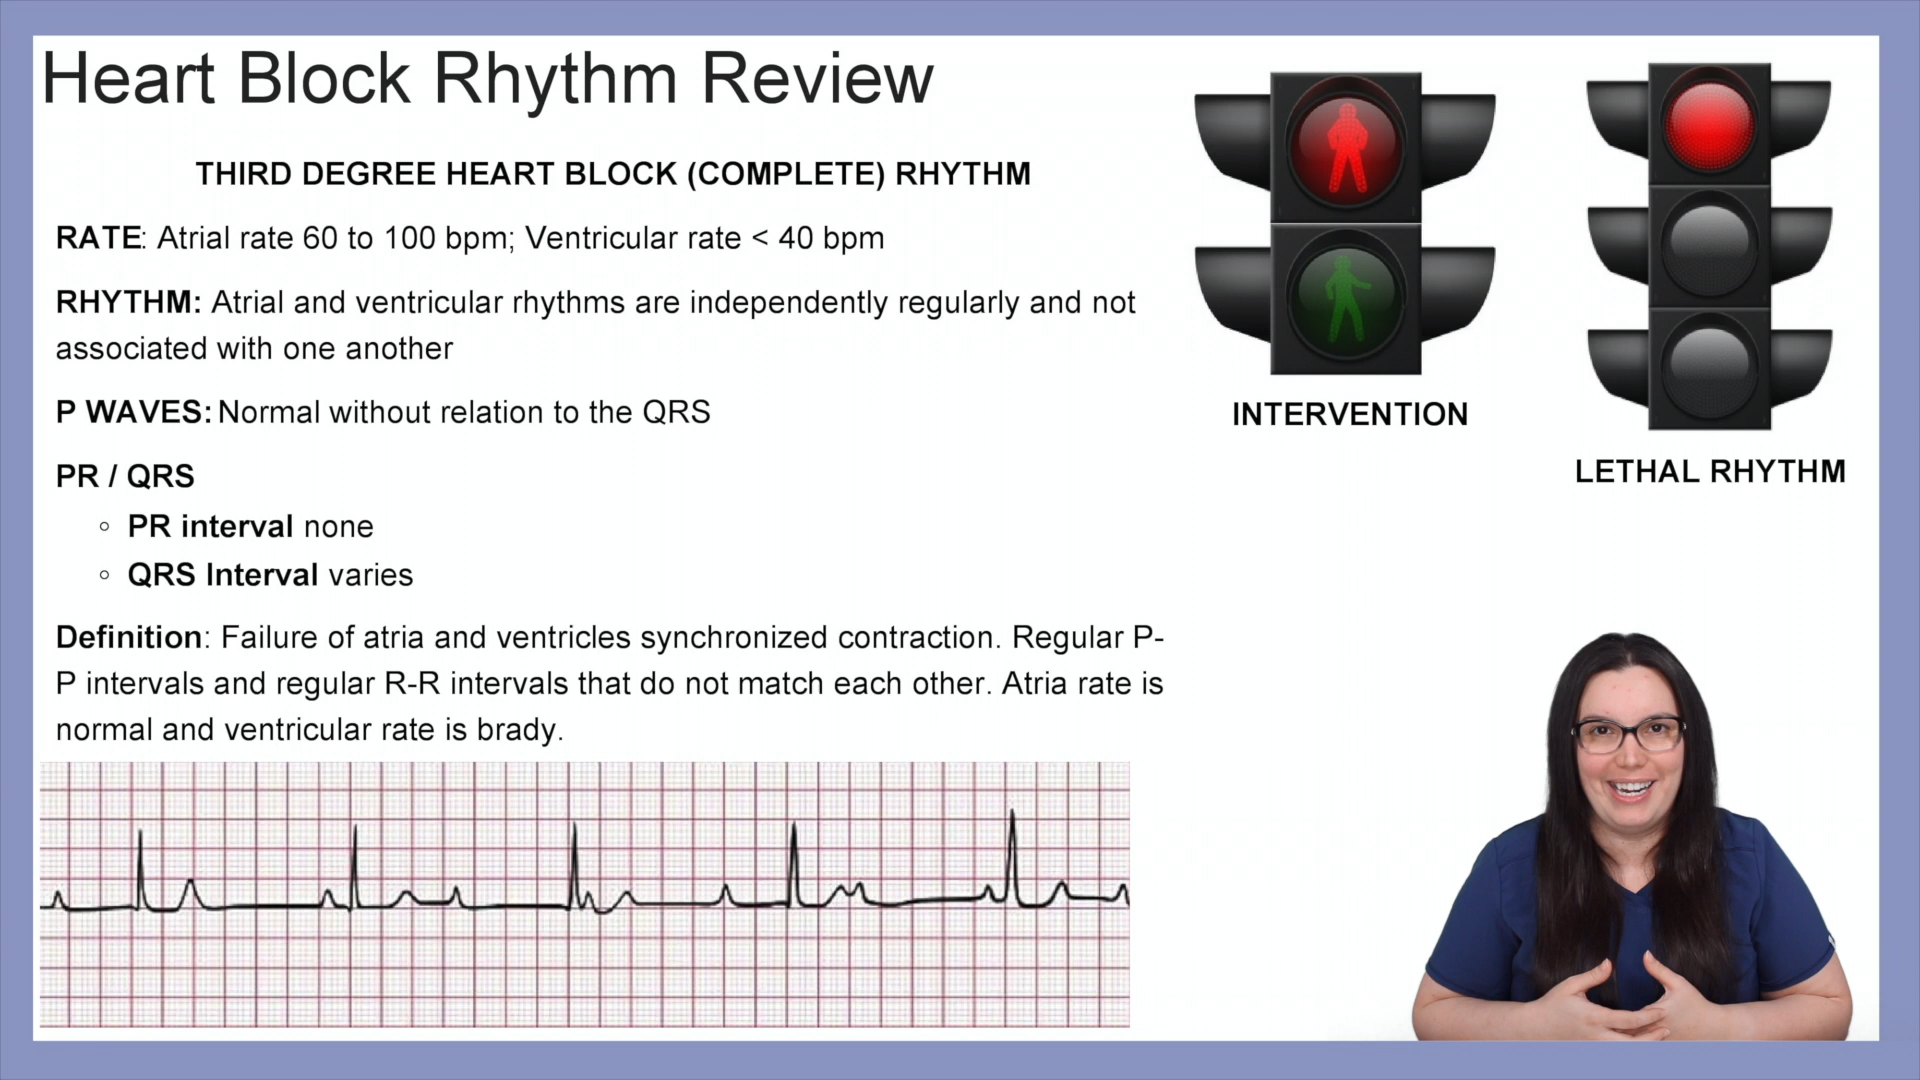 Heart Block Rhythm Review
THIRD DEGREE HEART BLOCK (COMPLETE) RHYTHM
RATE: Atrial rate 60 to 100 bpm; Ventricular rate < 40 bpm
RHYTHM: Atrial and ventricular rhythms are independently regularly and not
associated with one another
P WAVES: Normal without relation to the QRS
PR / QRS
◦ PR interval none
◦ QRS Interval varies
Definition: Failure of atria and ventricles synchronized contraction. Regular P-
P intervals and regular R-R intervals that do not match each other. Atria rate is
normal and ventricular rate is brady.
INTERVENTION
LETHAL RHYTHM